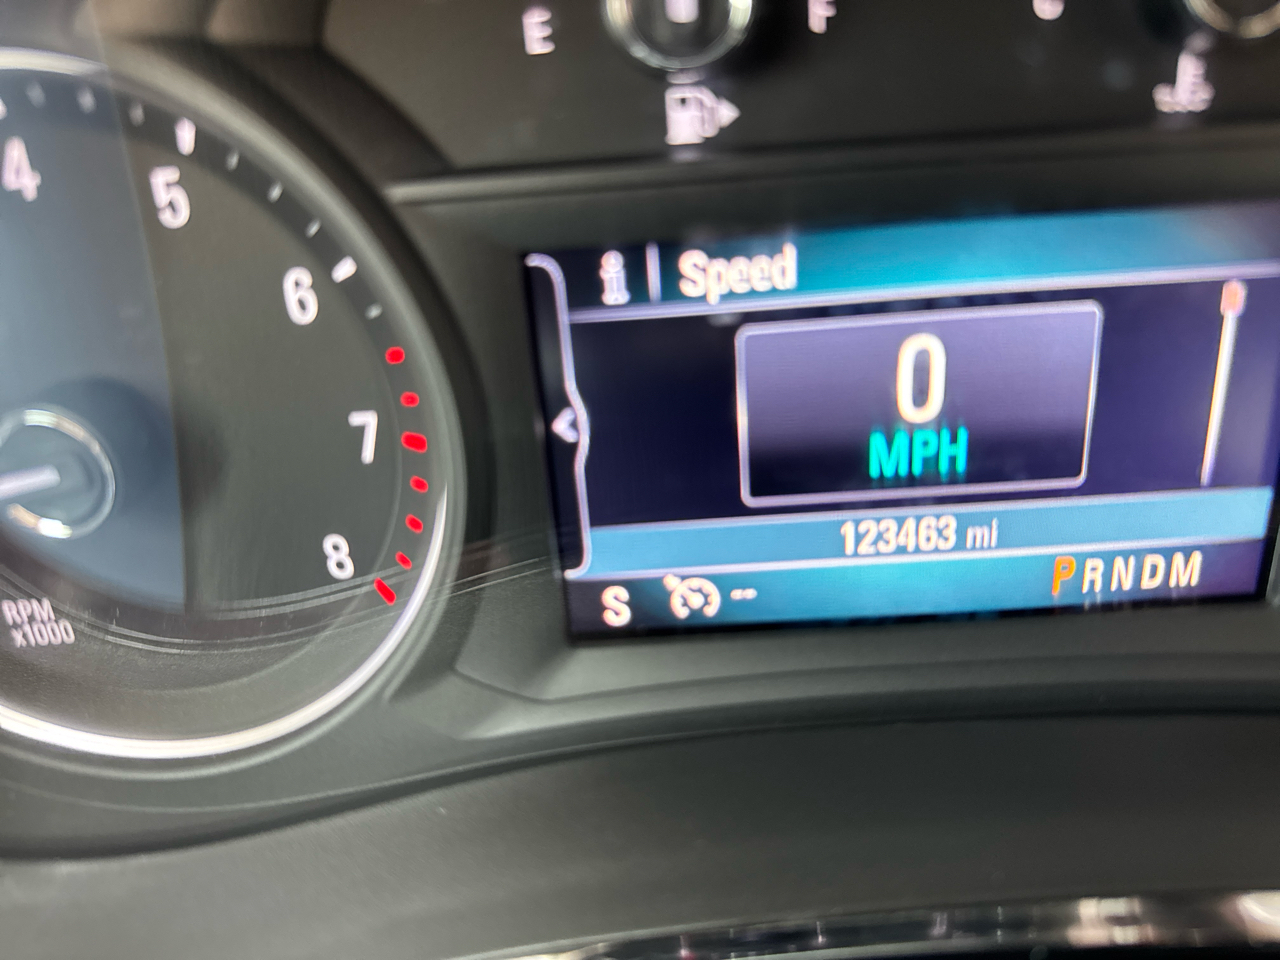 E F C
4
5
6
7
8
RPM
x1000
i Speed
0
MPH
123463 mi
S --
PRNDM